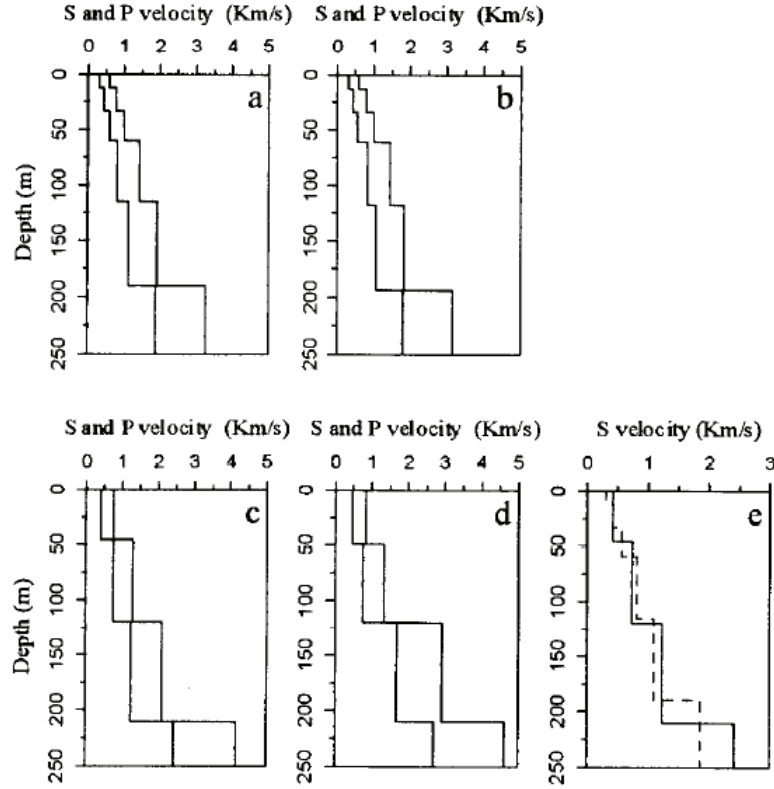 S and P velocity (Km/s) S and P velocity (Km/s)
0 1 2 3 4 5 0 1 2 3 4 5
a b
Depth (m)
0 50 100 150 200 250
0 50 100 150 200 250
S and P velocity (Km/s) S and P velocity (Km/s) S velocity (Km/s)
0 1 2 3 4 5 0 1 2 3 4 5 0 1 2 3
c d e
Depth (m)
0 50 100 150 200 250
0 50 100 150 200 250
0 50 100 150 200 250